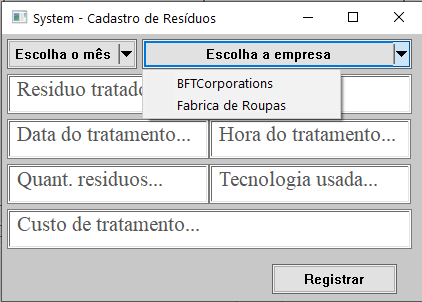 System - Cadastro de Resíduos
Escolha o mês
Escolha a empresa
BFTCorporations
Fabrica de Roupas
Residuo tratado
Data do tratamento...
Hora do tratamento...
Quant. residuos...
Tecnologia usada...
Custo de tratamento...
Registrar